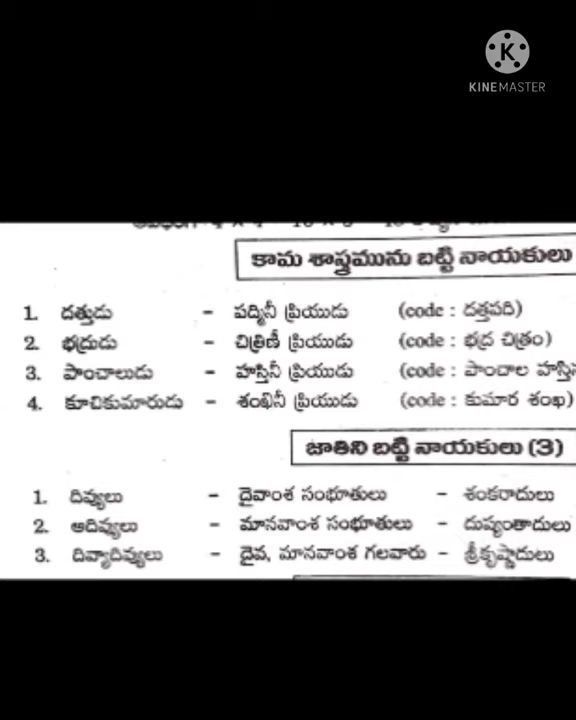 K
KINEMASTER
కామ శాస్త్రమును బట్టి నాయకులు
1. దత్తుడు – పద్మినీ ప్రియుడు (code : దత్తపది)
2. భద్రుడు – చిత్రిణీ ప్రియుడు (code : భద్ర చిత్రం)
3. పాంచాలుడు – హస్తినీ ప్రియుడు (code : పాంచాల
4. కూచికుమారుడు – శంఖినీ ప్రియుడు (code : కుమార శంఖ)
జాతిని బట్టి నాయకులు (3)
1. దివ్యులు – దైవాంశ సంభూతులు – శంకరాదులు
2. అదివ్యులు – మానవాంశ సంభూతులు – దుష్యంతాదులు
3. దివ్యాదివ్యులు – దైవ, మానవాంశ గలవారు – శ్రీకృష్ణాదులు